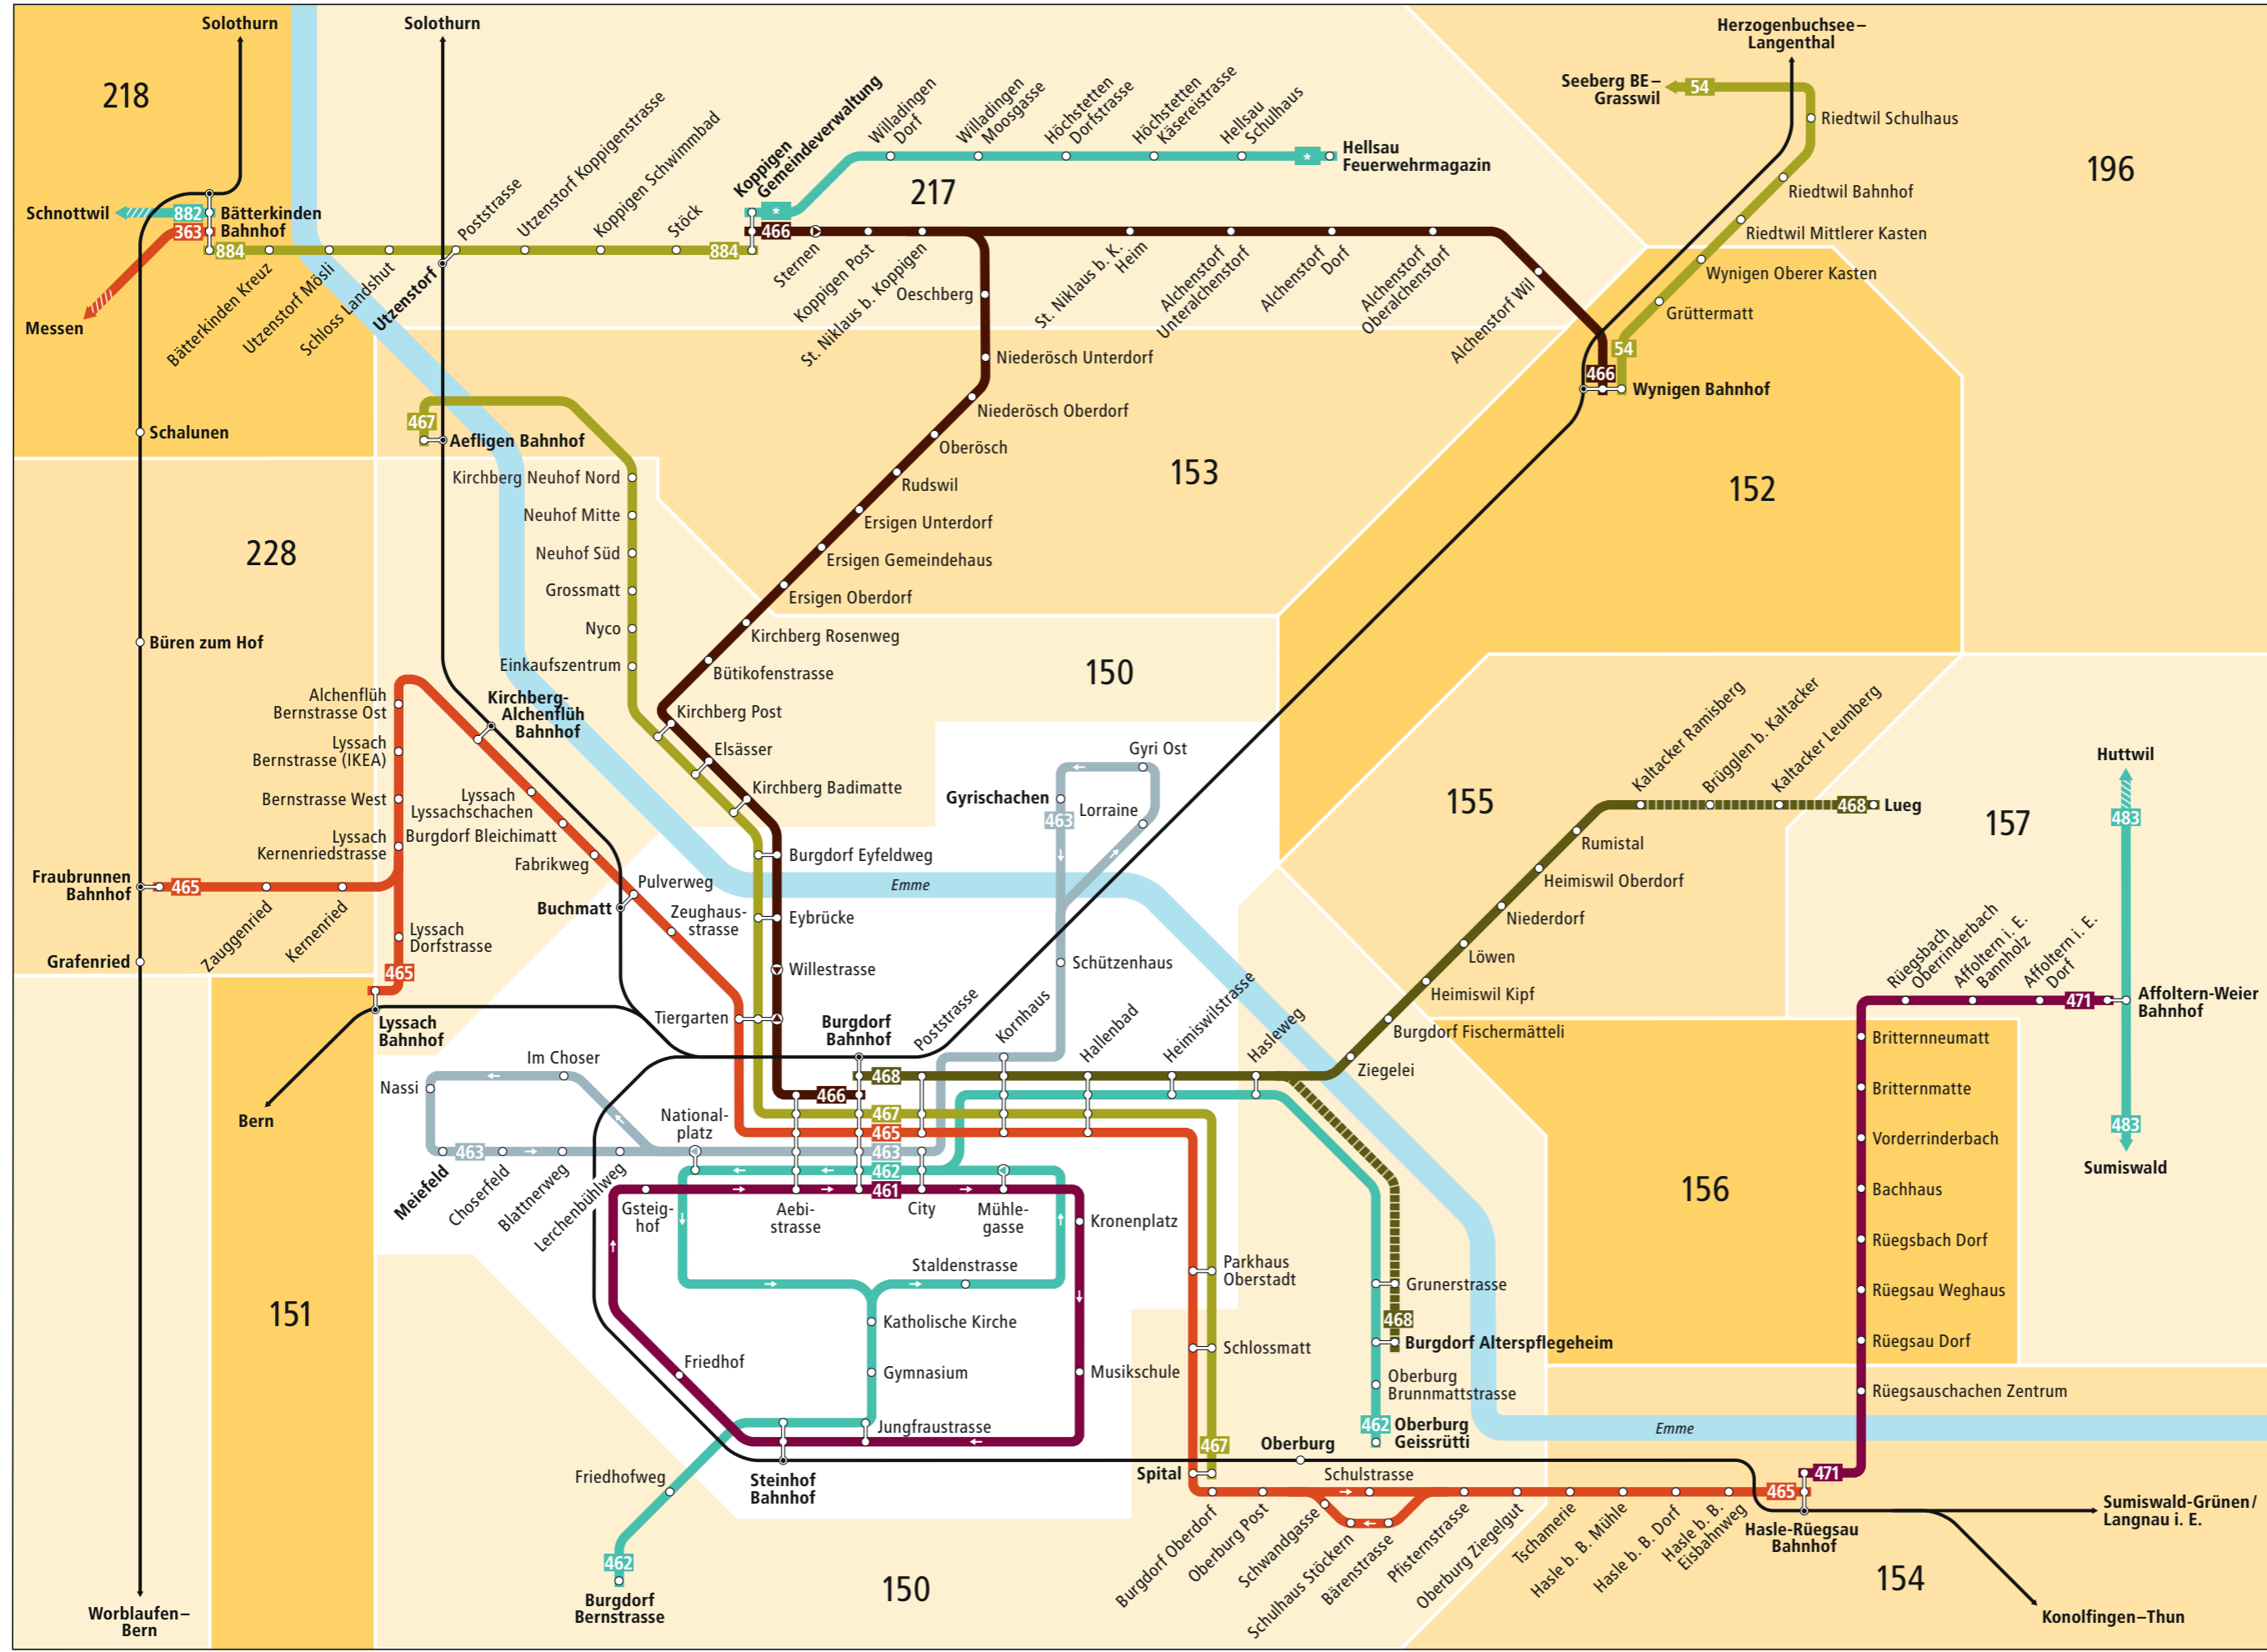 Solothurn
Solothurn
Herzogenbuchsee–
Langenthal
218
Seeberg BE–
Grasswil
54
Riedtwil Schulhaus
196
Riedtwil Bahnhof
Riedtwil Mittlerer Kasten
Wynigen Oberer Kasten
Grüttermatt
54
466
Wynigen Bahnhof
Willadingen
Dorf
Willadingen
Moosgasse
Höchstetten
Dorfstrasse
Höchstetten
Käsereistrasse
Hellsau
Schulhaus
*
Hellsau
Feuerwehrmagazin
217
Koppigen
Gemeindeverwaltung
*
466
Schnottwil
882
363
Bätterkinden
Bahnhof
884
Messen
Bätterkinden Kreuz
Utzenstorf Mösli
Schloss Landshut
Utzenstorf
Poststrasse
Utzenstorf Koppigenstrasse
Koppigen Schwimmbad
Stöck
884
Sternen
Koppigen Post
St. Niklaus b. Koppigen
St. Niklaus b. K.
Heim
Alchenstorf
Unteralchenstorf
Alchenstorf
Dorf
Alchenstorf
Oberalchenstorf
Alchenstorf Wil
Oeschberg
Niederösch Unterdorf
Niederösch Oberdorf
Oberösch
Rudswil
Ersigen Unterdorf
Ersigen Gemeindehaus
Ersigen Oberdorf
Kirchberg Rosenweg
Bütikofenstrasse
Kirchberg Post
Elsässer
Kirchberg Badimatte
Burgdorf Eyfeldweg
Eybrücke
Willestrasse
153
152
150
467
Aefligen Bahnhof
Kirchberg Neuhof Nord
Neuhof Mitte
Neuhof Süd
Grossmatt
Nyco
Einkaufszentrum
Schalunen
228
Büren zum Hof
Alchenflüh
Bernstrasse Ost
Lyssach
Bernstrasse (IKEA)
Bernstrasse West
Lyssach
Kernenriedstrasse
Kirchberg-
Alchenflüh
Bahnhof
Lyssach
Lyssachschachen
Burgdorf Bleichimatt
Fabrikweg
Pulverweg
Buchmatt
Zeughaus-
strasse
Tiergarten
Fraubrunnen
Bahnhof
465
Zauggenried
Kernenried
Lyssach
Dorfstrasse
465
Grafenried
Lyssach
Bahnhof
Bern
151
Worblaufen–
Bern
Gyri Ost
Gyrischachen
Lorraine
463
Emme
Schützenhaus
155
Kaltacker Ramisberg
Brügglen b. Kaltacker
Kaltacker Leumberg
468
Lueg
Rumistal
Heimiswil Oberdorf
Niederdorf
Löwen
Heimiswil Kipf
Burgdorf Fischermätteli
Ziegelei
157
Huttwil
483
Rüegsbach
Oberrinderbach
Affoltern i. E.
Bannholz
Affoltern i. E.
Dorf
471
Affoltern-Weier
Bahnhof
483
Sumiswald
156
Britternneumatt
Britternmatte
Vorderrinderbach
Bachhaus
Rüegsbach Dorf
Rüegsau Weghaus
Rüegsau Dorf
Rüegsauschachen Zentrum
Emme
Burgdorf
Bahnhof
Poststrasse
Kornhaus
Hallenbad
Heimiswilstrasse
Hasleweg
468
466
467
465
463
462
461
Im Choser
Nassi
National-
platz
463
Meiefeld
Choserfeld
Blattnerweg
Lerchenbühlweg
Gsteig-
hof
Aebi-
strasse
City
Mühle-
gasse
Kronenplatz
Staldenstrasse
Katholische Kirche
Friedhof
Gymnasium
Musikschule
Jungfraustrasse
Friedhofweg
Steinhof
Bahnhof
462
Burgdorf
Bernstrasse
150
Parkhaus
Oberstadt
Schlossmatt
467
Spital
Grunerstrasse
468
Burgdorf Alterspflegeheim
Oberburg
Brunnmattstrasse
462
Oberburg
Geissrütti
Oberburg
Schulstrasse
Burgdorf Oberdorf
Oberburg Post
Schwandgasse
Schulhaus Stöckern
Bärenstrasse
Pfisternstrasse
Oberburg Ziegelgut
Tschamerie
Hasle b. B. Mühle
Hasle b. B. Dorf
Hasle b. B.
Eisbahnweg
465
471
Hasle-Rüegsau
Bahnhof
Sumiswald-Grünen/
Langnau i. E.
154
Konolfingen–Thun